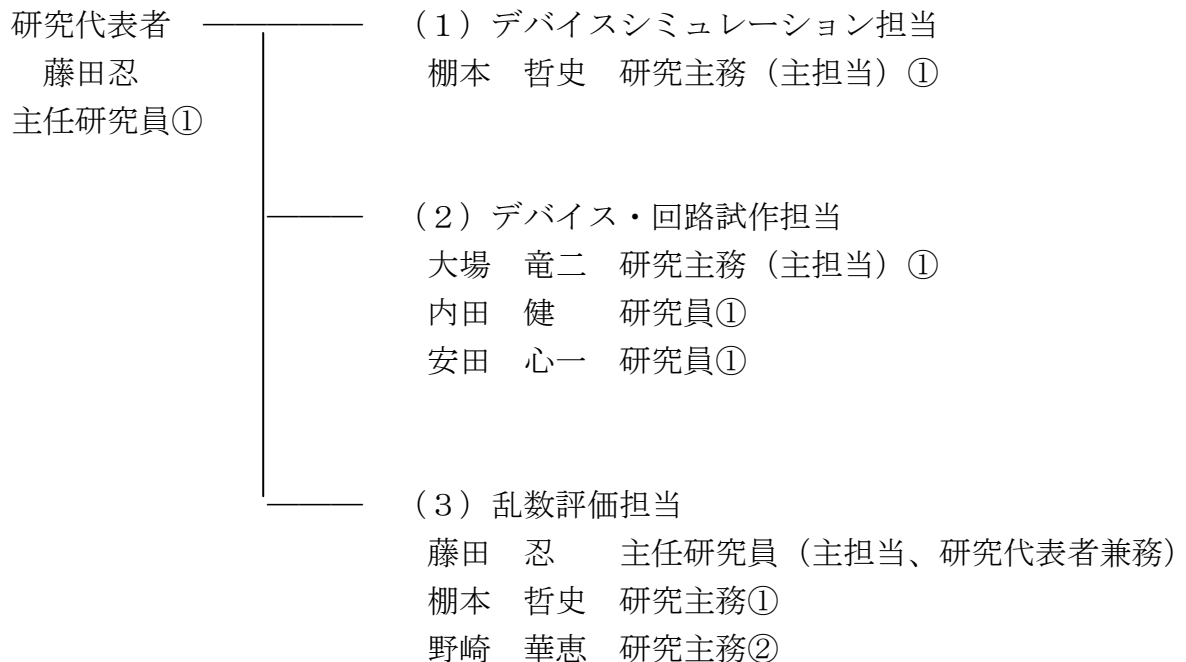 研究代表者
藤田忍
主任研究員①
（１）デバイスシミュレーション担当
棚本　哲史　研究主務（主担当）①
（２）デバイス・回路試作担当
大場　竜二　研究主務（主担当）①
内田　健　　研究員①
安田　心一　研究員①
（３）乱数評価担当
藤田　忍　　主任研究員（主担当、研究代表者兼務）
棚本　哲史　研究主務①
野崎　華恵　研究主務②